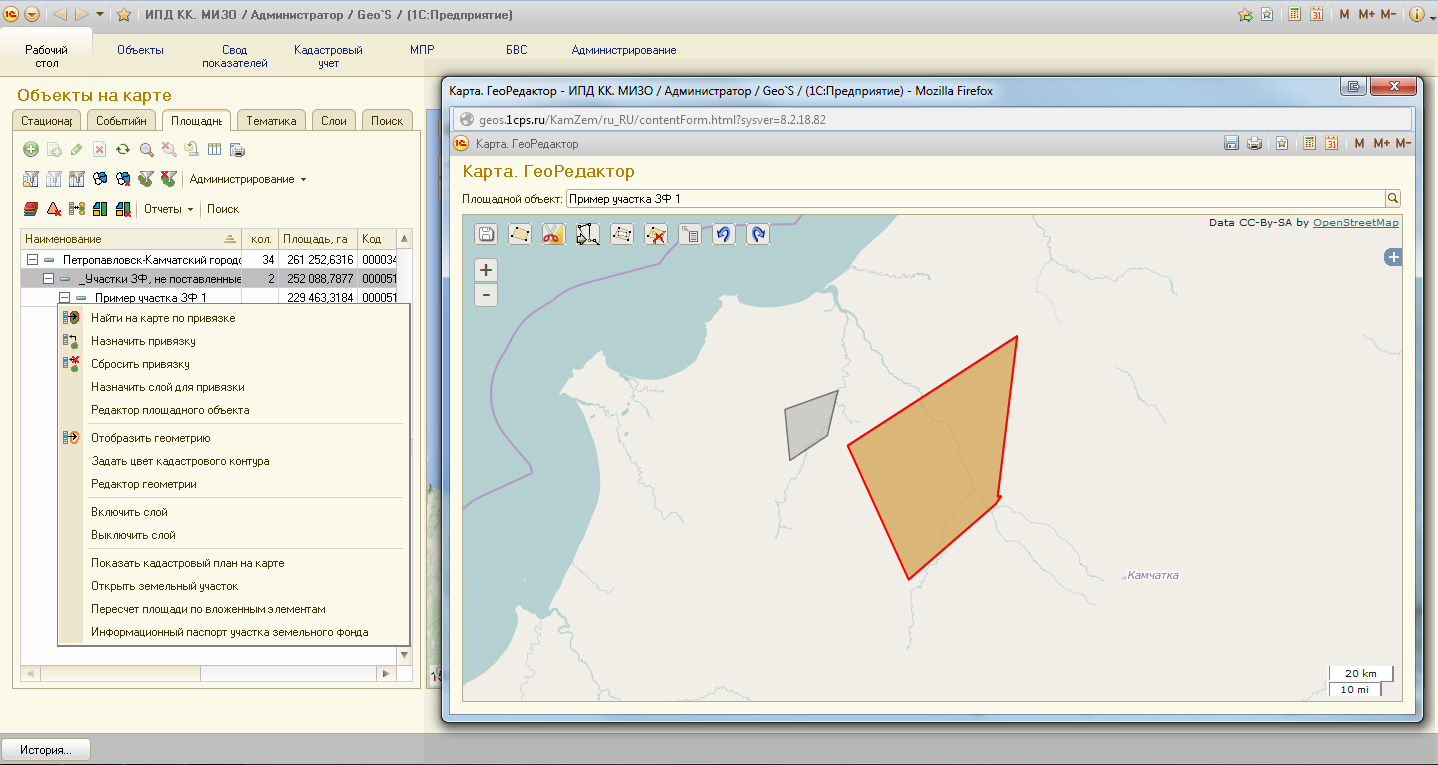 ИПД КК. МИЗО / Администратор / Geo`S / (1С:Предприятие)
M M+ M-
Рабочий стол
Объекты
Свод показателей
Кадастровый учет
МПР
БВС
Администрирование
Объекты на карте
Стационар
Событийн
Площаднь
Тематика
Слои
Поиск
Администрирование
Отчеты
Поиск
Наименование кол. Площадь, га Код
Петропавловск-Камчатский городс 34 261 252,6316 000034
_Участки ЗФ, не поставленные 2 252 088,7877 000051
Пример участка ЗФ 1 229 463,3184 000051
Найти на карте по привязке
Назначить привязку
Сбросить привязку
Назначить слой для привязки
Редактор площадного объекта
Отобразить геометрию
Задать цвет кадастрового контура
Редактор геометрии
Включить слой
Выключить слой
Показать кадастровый план на карте
Открыть земельный участок
Пересчет площади по вложенным элементам
Информационный паспорт участка земельного фонда
История...
Карта. ГеоРедактор - ИПД КК. МИЗО / Администратор / Geo`S / (1С:Предприятие) - Mozilla Firefox
geos.1cps.ru/KamZem/ru_RU/contentForm.html?sysver=8.2.18.82
Карта. ГеоРедактор
M M+ M-
Карта. ГеоРедактор
Площадной объект: Пример участка ЗФ 1
Data CC-By-SA by OpenStreetMap
+
-
Камчатка
20 km
10 mi